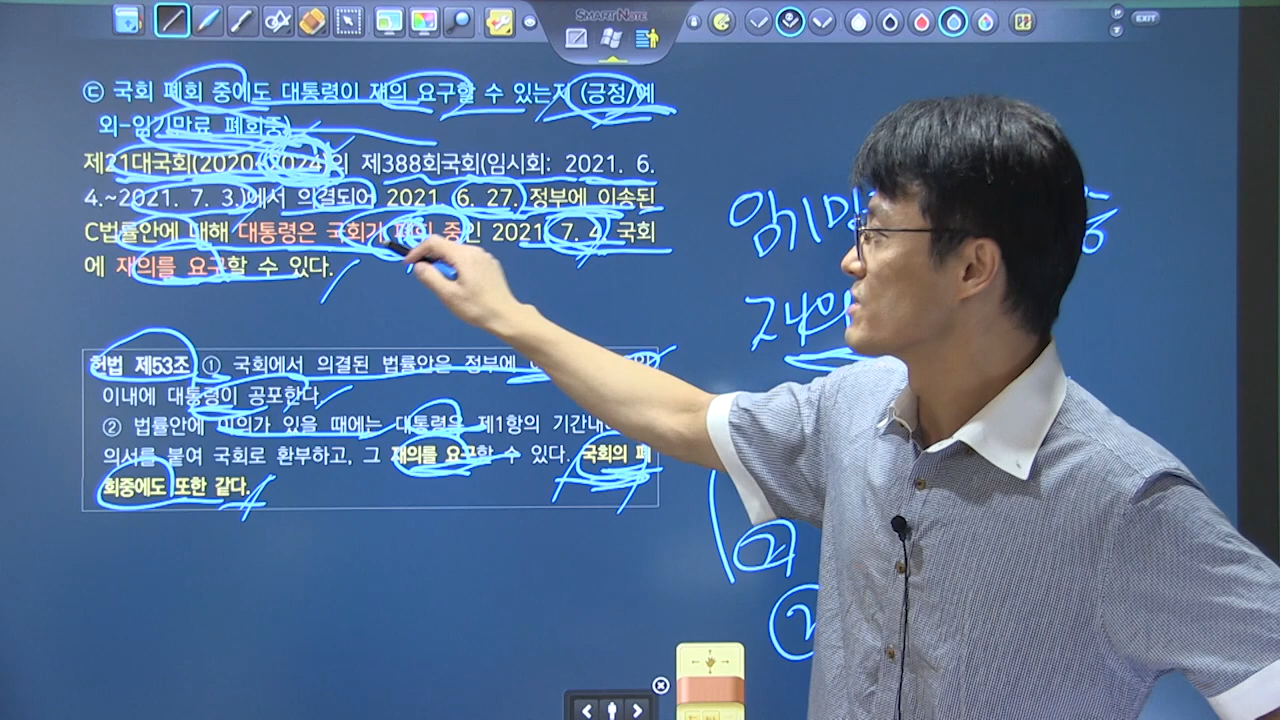 SMARTNOTE
EXIT
ⓒ 국회 폐회 중에도 대통령이 재의 요구할 수 있는지 (긍정/예
외-임기만료 폐회중)
제21대국회(2020~2024)의 제388회국회(임시회: 2021. 6.
4.~2021. 7. 3.)에서 의결되어 2021. 6. 27. 정부에 이송된
C법률안에 대해 대통령은 국회가 폐회 중인 2021. 7. 4. 국회
에 재의를 요구할 수 있다.
임기만
재의
헌법 제53조 ① 국회에서 의결된 법률안은 정부에
이내에 대통령이 공포한다.
② 법률안에 이의가 있을 때에는 대통령은 제1항의 기간내
의서를 붙여 국회로 환부하고, 그 재의를 요구할 수 있다. 국회의 폐
회중에도 또한 같다.